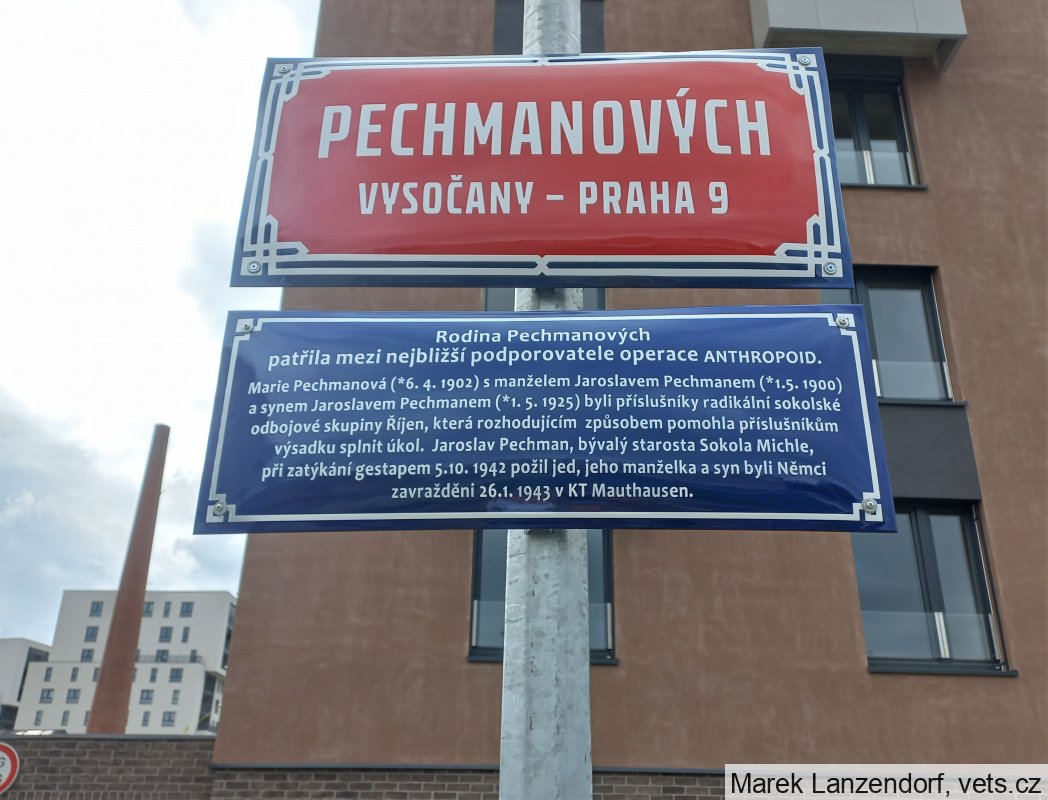 PECHMANOVÝCH
VYSOČANY – PRAHA 9
Rodina Pechmanových
patřila mezi nejbližší podporovatele operace ANTHROPOID.
Marie Pechmanová (*6. 4. 1902) s manželem Jaroslavem Pechmanem (*1.5. 1900)
a synem Jaroslavem Pechmanem (*1. 5. 1925) byli příslušníky radikální sokolské
odbojové skupiny Říjen, která rozhodujícím způsobem pomohla příslušníkům
výsadku splnit úkol. Jaroslav Pechman, bývalý starosta Sokola Michle,
při zatýkání gestapem 5.10. 1942 požil jed, jeho manželka a syn byli Němci
zavražděni 26.1. 1943 v KT Mauthausen.
Marek Lanzendorf, vets.cz